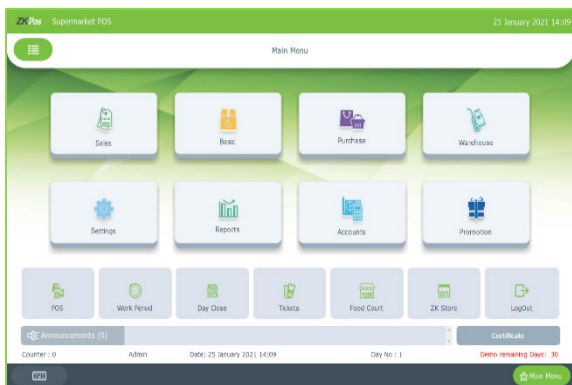 ZKPos Supermarket POS 25 January 2021 14:09
Main Menu
Sales Basic Purchase Warehouse
Settings Reports Accounts Promotion
POS Work Period Day Close Tickets Food Court ZK Store LogOut
Announcements (0) Certificate
Counter : 0 Admin Date: 25 January 2021 14:09 Day No : 1 Demo remaining Days: 30
Main Menu